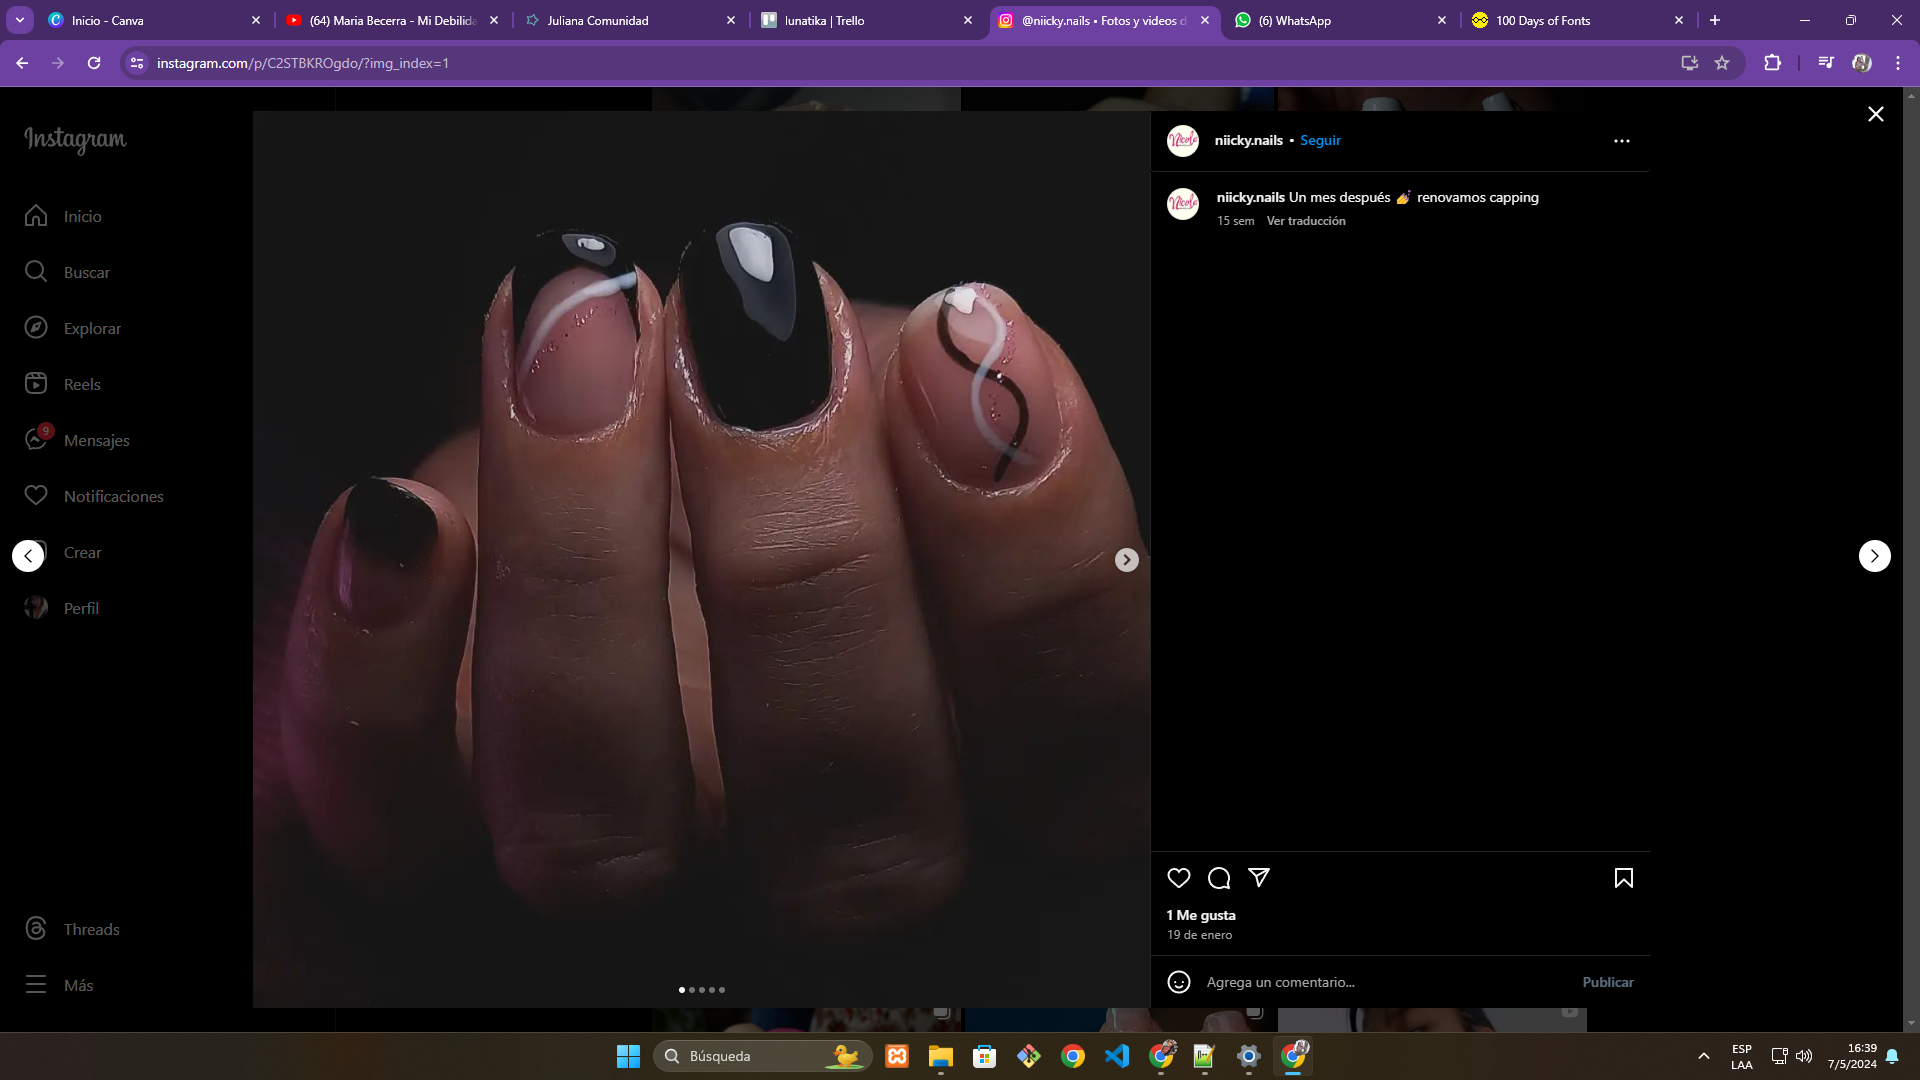 Inicio - Canva
(64) Maria Becerra - Mi Debilida
Juliana Comunidad
lunatika | Trello
@niicky.nails • Fotos y videos d
(6) WhatsApp
100 Days of Fonts
instagram.com/p/C2STBKROgdo/?img_index=1
Instagram
Inicio
Buscar
Explorar
Reels
9
Mensajes
Notificaciones
Crear
Perfil
Threads
Más
Nicole
niicky.nails • Seguir
Nicole
niicky.nails Un mes después 💅 renovamos capping
15 sem Ver traducción
1 Me gusta
19 de enero
Agrega un comentario...
Publicar
Búsqueda
ESP
LAA
16:39
7/5/2024